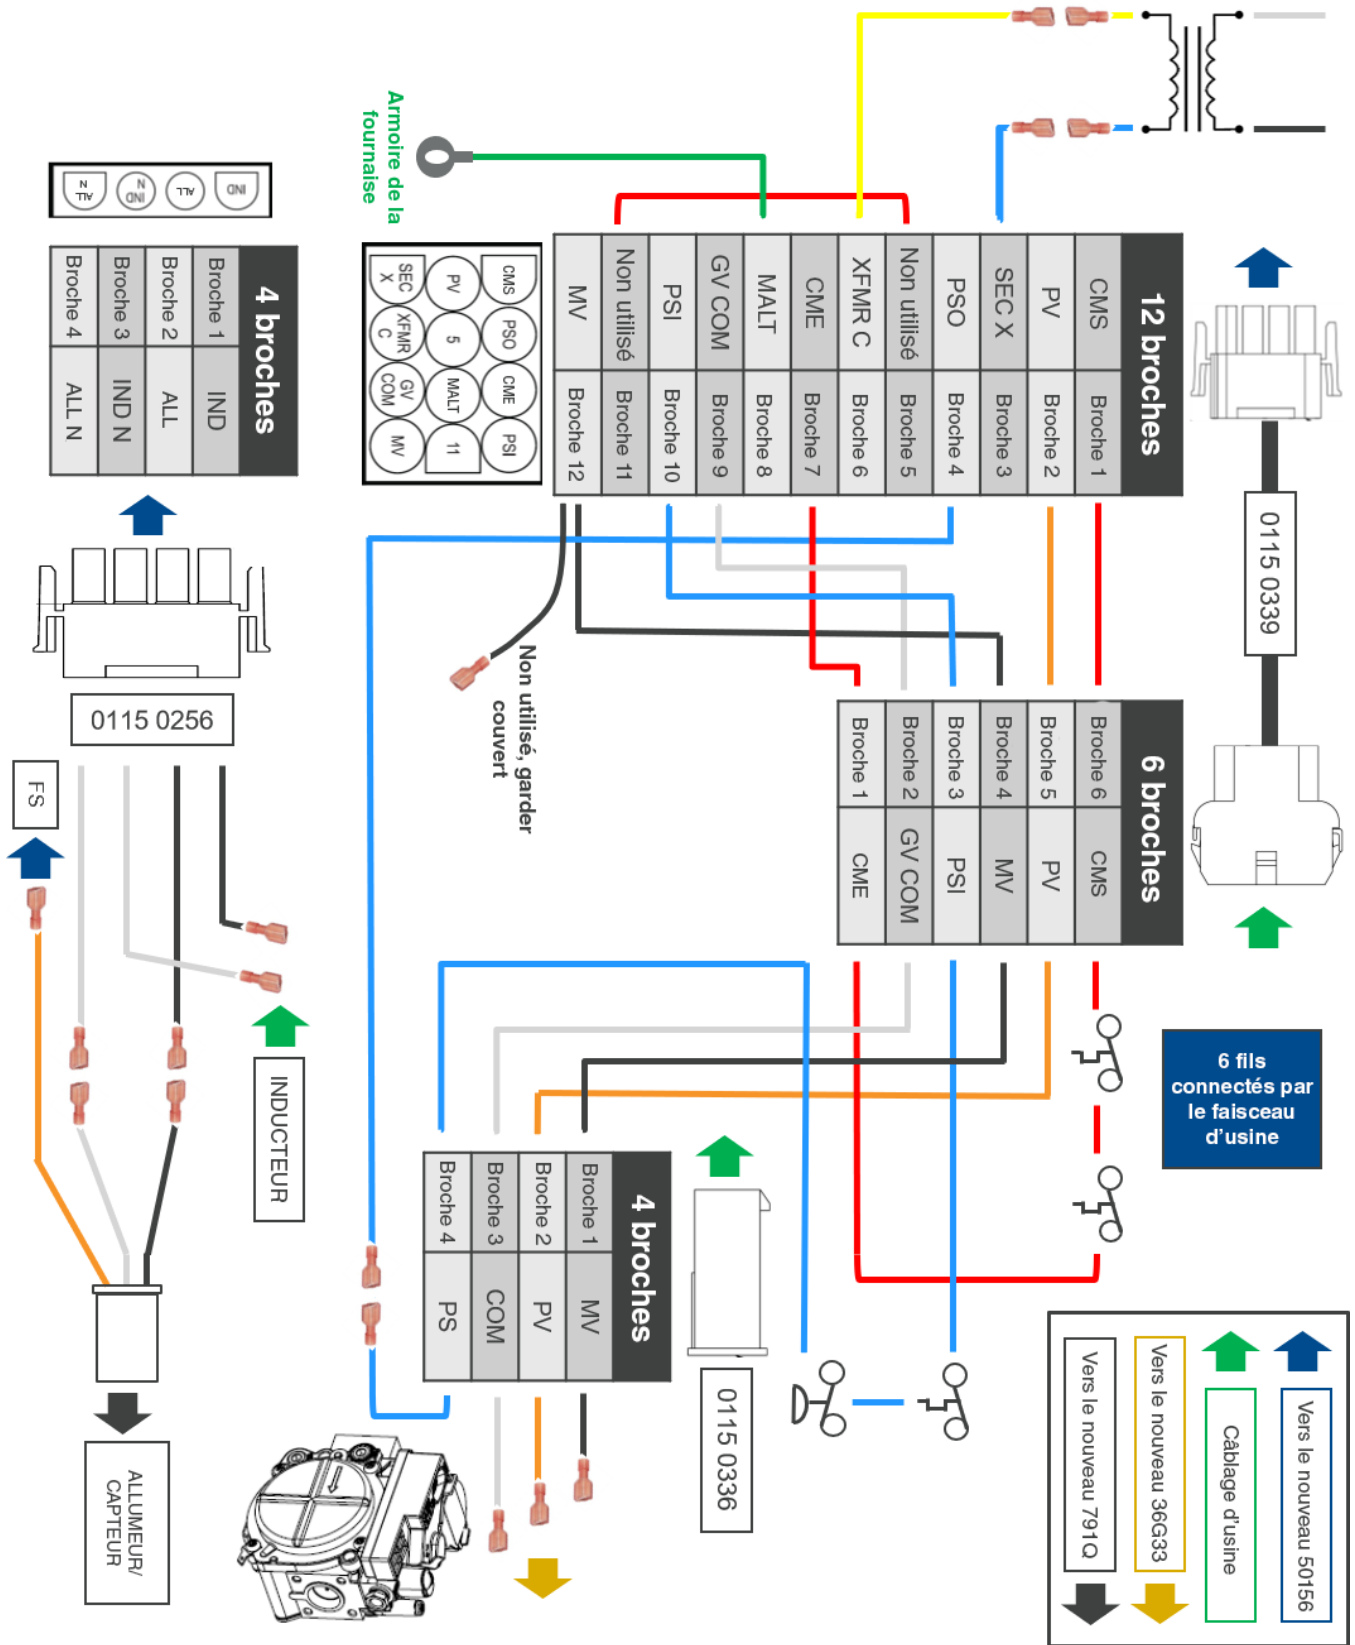 Armoire de la
fournaise
12 broches
CMS Broche 1
PV Broche 2
SEC X Broche 3
PSO Broche 4
Non utilisé Broche 5
XFMR C Broche 6
CME Broche 7
MALT Broche 8
GV COM Broche 9
PSI Broche 10
Non utilisé Broche 11
MV Broche 12
CMS
PSO
CME
PSI
PV
5
MALT
11
SEC
X
XFMR
C
GV
COM
MV
0115 0339
IND
ALL
IND
N
ALL
N
4 broches
Broche 1 IND
Broche 2 ALL
Broche 3 IND N
Broche 4 ALL N
0115 0256
Non utilisé, garder
couvert
6 broches
Broche 6 CMS
Broche 5 PV
Broche 4 MV
Broche 3 PSI
Broche 2 GV COM
Broche 1 CME
FS
INDUCTEUR
6 fils
connectés par
le faisceau
d'usine
4 broches
Broche 1 MV
Broche 2 PV
Broche 3 COM
Broche 4 PS
0115 0336
ALLUMEUR/
CAPTEUR
Vers le nouveau 50156
Câblage d'usine
Vers le nouveau 36G33
Vers le nouveau 791Q